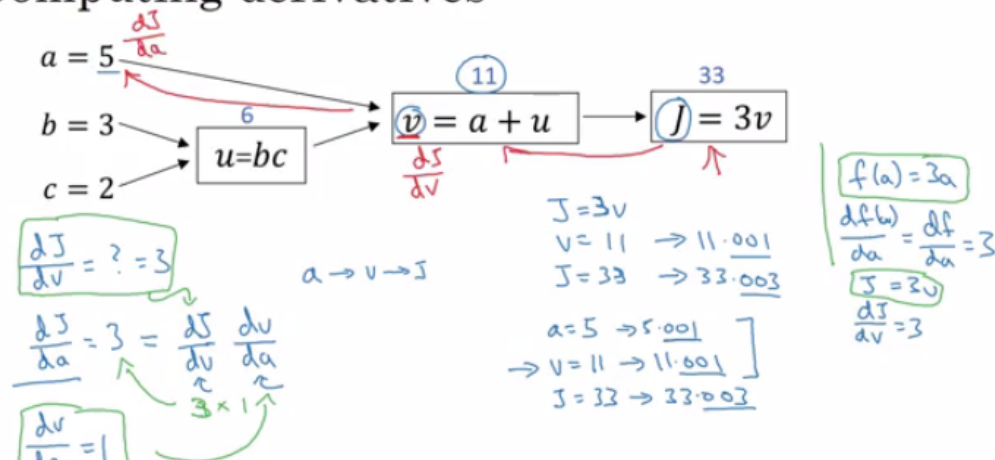 computing derivatives
dJ/da
a = 5
b = 3
c = 2
6
u=bc
11
v = a + u
dJ/dv
33
J = 3v
f(a) = 3a
df(a)/da = df/da = 3
J = 3v
dJ/dv = 3
J = 3v
v = 11 → 11.001
J = 33 → 33.003
a = 5 → 5.001
→ v = 11 → 11.001
J = 33 → 33.003
a → v → J
dJ/dv = ? = 3
dJ/da = 3 = dJ/dv dv/da
3 × 1
dv/da = 1